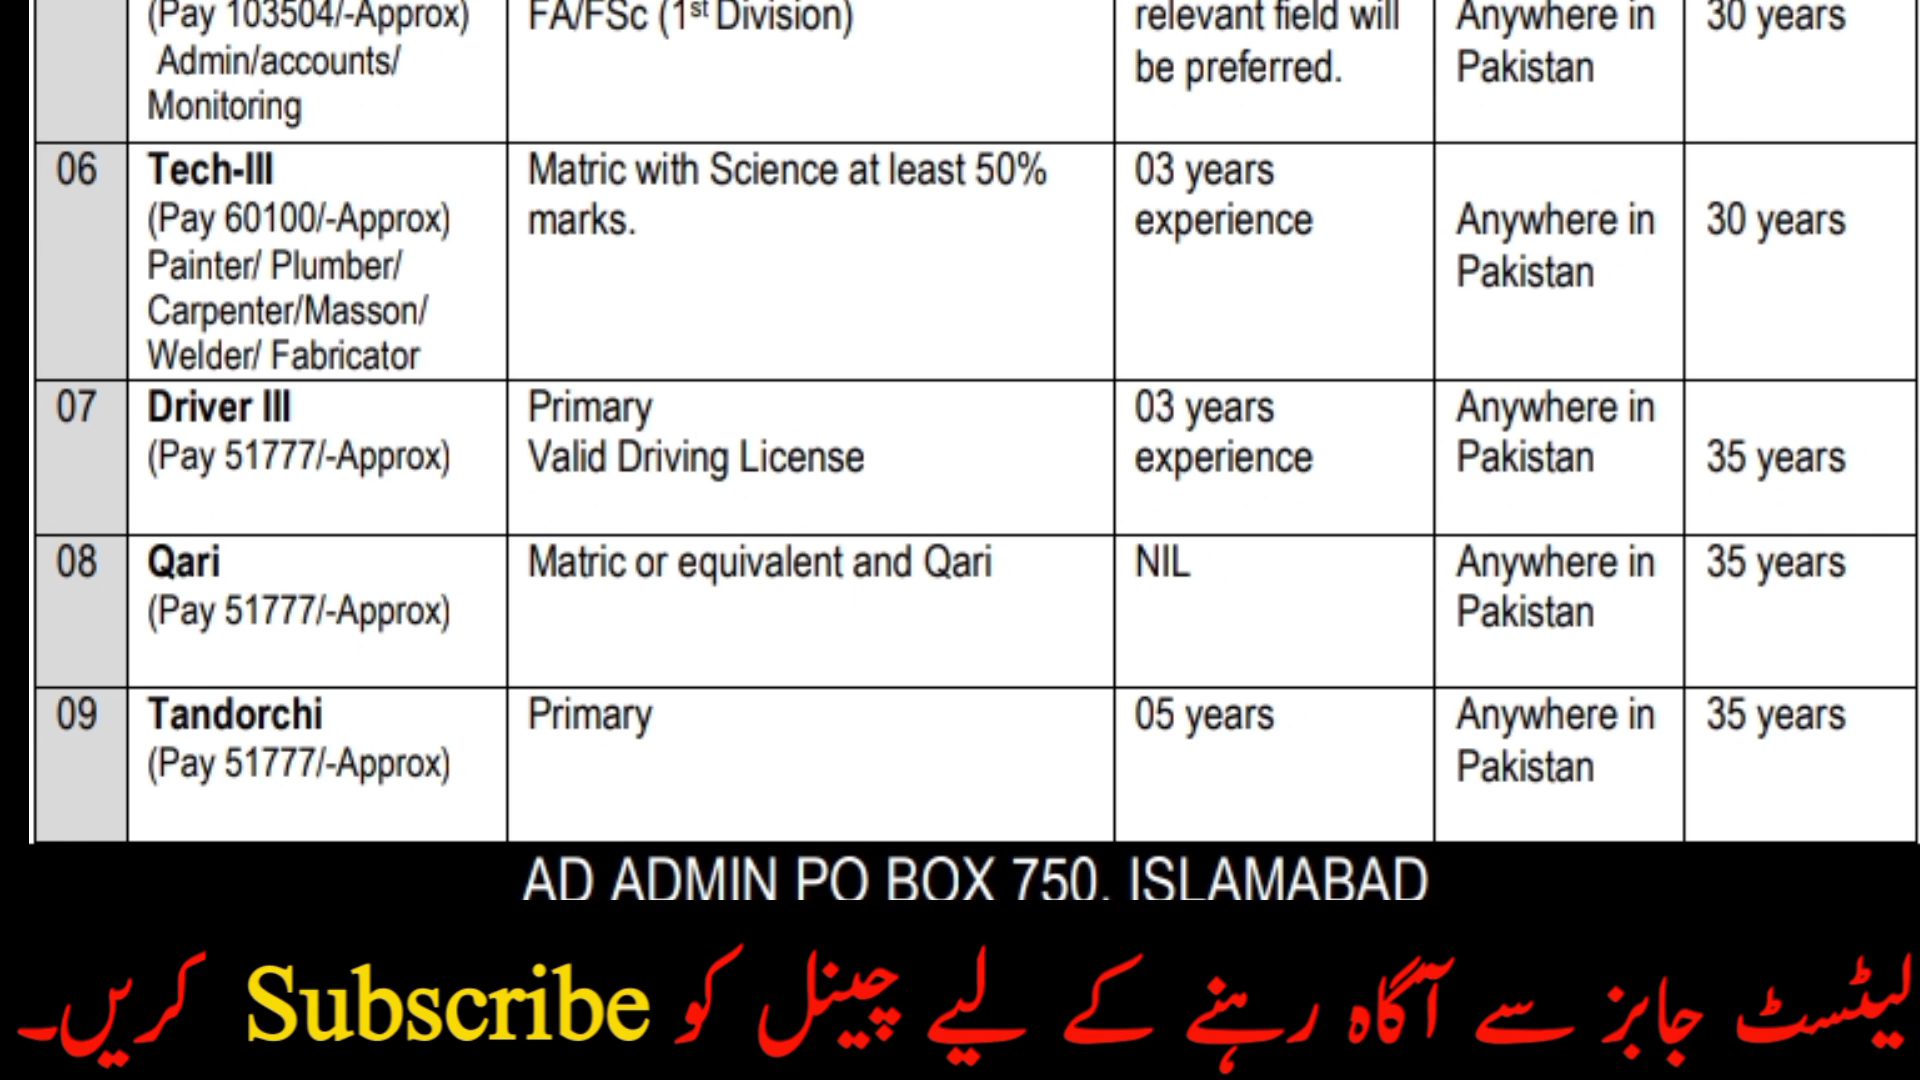 (Pay 103504/-Approx)
Admin/accounts/
Monitoring
FA/FSc (1st Division)
relevant field will
be preferred.
Anywhere in
Pakistan
30 years
06
Tech-III
(Pay 60100/-Approx)
Painter/ Plumber/
Carpenter/Masson/
Welder/ Fabricator
Matric with Science at least 50%
marks.
03 years
experience
Anywhere in
Pakistan
30 years
07
Driver III
(Pay 51777/-Approx)
Primary
Valid Driving License
03 years
experience
Anywhere in
Pakistan
35 years
08
Qari
(Pay 51777/-Approx)
Matric or equivalent and Qari
NIL
Anywhere in
Pakistan
35 years
09
Tandorchi
(Pay 51777/-Approx)
Primary
05 years
Anywhere in
Pakistan
35 years
AD ADMIN PO BOX 750, ISLAMABAD
لیٹسٹ جابز سے آگاہ رہنے کے لیے چینل کو Subscribe کریں۔